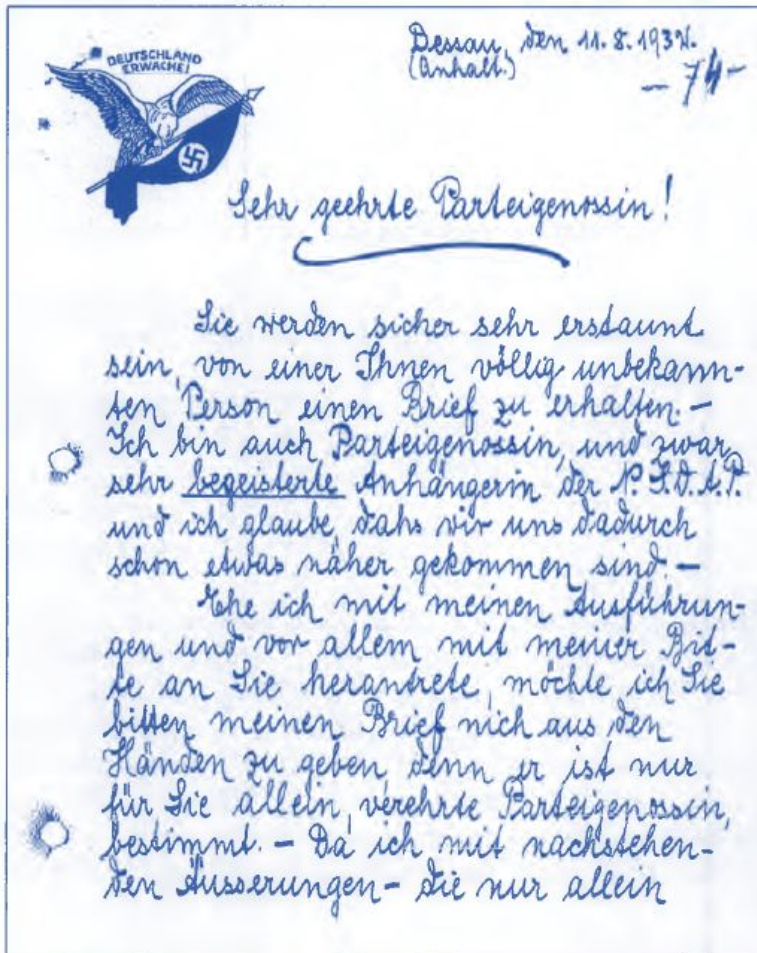 DEUTSCHLAND
ERWACHE!
Dessau, den 11.8.1932.
(Anhalt.)
- 74 -
Sehr geehrte Parteigenossin!
Sie werden sicher sehr erstaunt
sein, von einer Ihnen völlig unbekann-
ten Person einen Brief zu erhalten. -
Ich bin auch Parteigenossin, und zwar
sehr begeisterte Anhängerin der N.S.D.A.P.
und ich glaube, dahs wir uns dadurch
schon etwas näher gekommen sind. -
Ehe ich mit meinen Ausführun-
gen und vor allem mit meiner Bit-
te an Sie herantrete, möchte ich Sie
bitten meinen Brief nich aus den
Händen zu geben, denn er ist nur
für Sie allein, verehrte Parteigenossin,
bestimmt. - Da ich mit nachstehen-
den Äusserungen - die nur allein